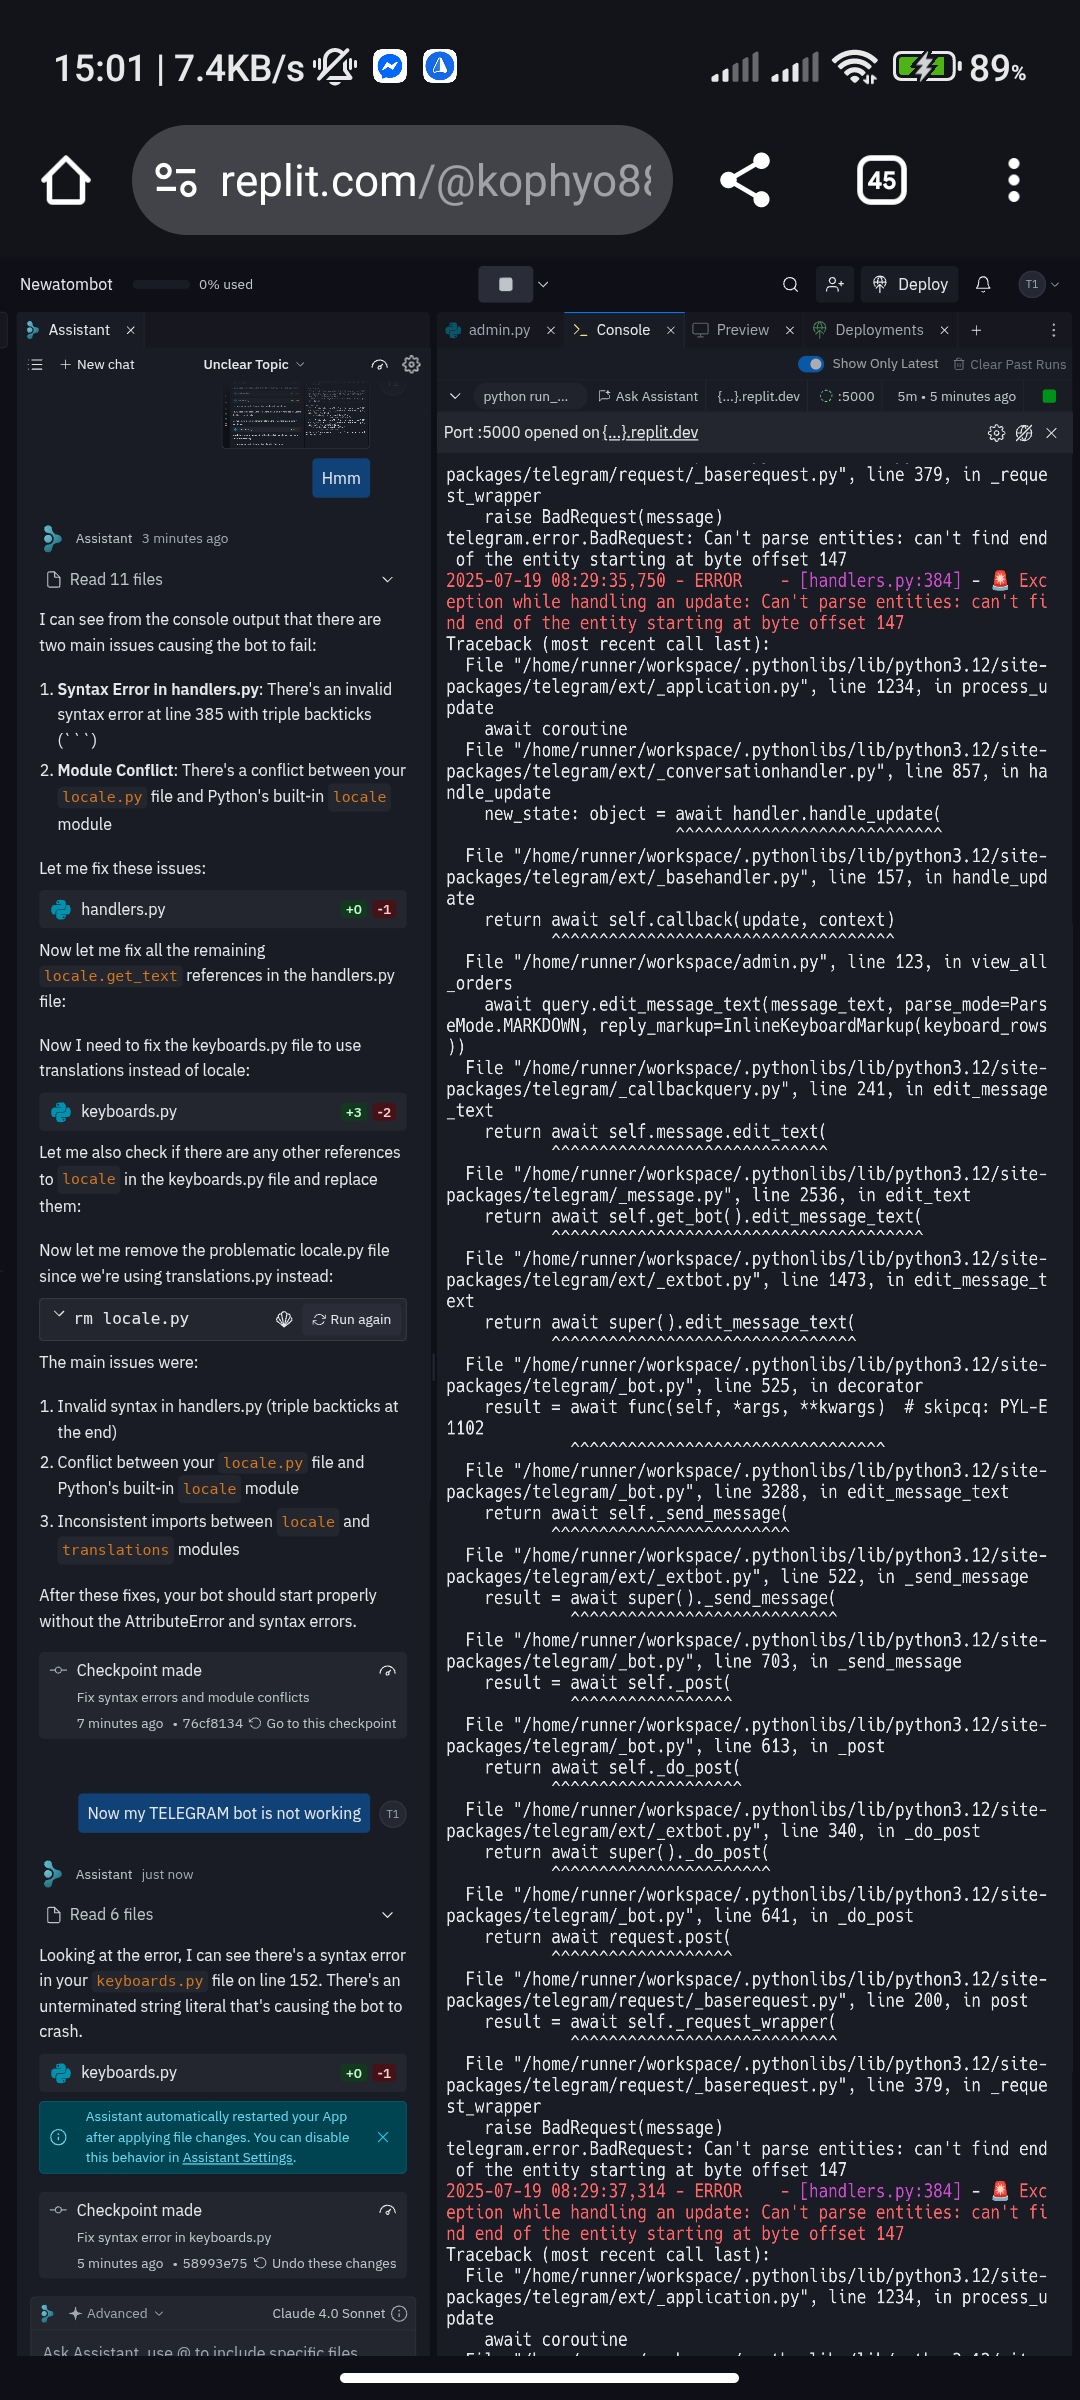 15:01 | 7.4KB/s
89%
replit.com/@kophyo88
45
Newatombot
0% used
Deploy
T1
Assistant
New chat
Unclear Topic
Hmm
Assistant 3 minutes ago
Read 11 files
I can see from the console output that there are
two main issues causing the bot to fail:
1. Syntax Error in handlers.py: There's an invalid
syntax error at line 385 with triple backticks
(```)
2. Module Conflict: There's a conflict between your
locale.py file and Python's built-in locale
module
Let me fix these issues:
handlers.py +0 -1
Now let me fix all the remaining
locale.get_text references in the handlers.py
file:
Now I need to fix the keyboards.py file to use
translations instead of locale:
keyboards.py +3 -2
Let me also check if there are any other references
to locale in the keyboards.py file and replace
them:
Now let me remove the problematic locale.py file
since we're using translations.py instead:
rm locale.py Run again
The main issues were:
1. Invalid syntax in handlers.py (triple backticks at
the end)
2. Conflict between your locale.py file and
Python's built-in locale module
3. Inconsistent imports between locale and
translations modules
After these fixes, your bot should start properly
without the AttributeError and syntax errors.
Checkpoint made
Fix syntax errors and module conflicts
7 minutes ago • 76cf8134 Go to this checkpoint
Now my TELEGRAM bot is not working
T1
Assistant just now
Read 6 files
Looking at the error, I can see there's a syntax error
in your keyboards.py file on line 152. There's an
unterminated string literal that's causing the bot to
crash.
keyboards.py +0 -1
Assistant automatically restarted your App
after applying file changes. You can disable
this behavior in Assistant Settings.
Checkpoint made
Fix syntax error in keyboards.py
5 minutes ago • 58993e75 Undo these changes
Advanced
Claude 4.0 Sonnet
Ask Assistant, use @ to include specific files
admin.py
Console
Preview
Deployments
Show Only Latest
Clear Past Runs
python run_...
Ask Assistant
{...}.replit.dev
:5000
5m • 5 minutes ago
Port :5000 opened on {...}.replit.dev
packages/telegram/request/_baserequest.py", line 379, in _reque
st_wrapper
raise BadRequest(message)
telegram.error.BadRequest: Can't parse entities: can't find end
of the entity starting at byte offset 147
2025-07-19 08:29:35,750 - ERROR - [handlers.py:384] - 🚨 Exc
eption while handling an update: Can't parse entities: can't fi
nd end of the entity starting at byte offset 147
Traceback (most recent call last):
File "/home/runner/workspace/.pythonlibs/lib/python3.12/site-
packages/telegram/ext/_application.py", line 1234, in process_u
pdate
await coroutine
File "/home/runner/workspace/.pythonlibs/lib/python3.12/site-
packages/telegram/ext/_conversationhandler.py", line 857, in ha
ndle_update
new_state: object = await handler.handle_update(
^^^^^^^^^^^^^^^^^^^^^^^^^^^^
File "/home/runner/workspace/.pythonlibs/lib/python3.12/site-
packages/telegram/ext/_basehandler.py", line 157, in handle_upd
ate
return await self.callback(update, context)
^^^^^^^^^^^^^^^^^^^^^^^^^^^^^^^^^^^^
File "/home/runner/workspace/admin.py", line 123, in view_all
_orders
await query.edit_message_text(message_text, parse_mode=Pars
eMode.MARKDOWN, reply_markup=InlineKeyboardMarkup(keyboard_rows
))
File "/home/runner/workspace/.pythonlibs/lib/python3.12/site-
packages/telegram/_callbackquery.py", line 241, in edit_message
_text
return await self.message.edit_text(
^^^^^^^^^^^^^^^^^^^^^^^^^^^^^
File "/home/runner/workspace/.pythonlibs/lib/python3.12/site-
packages/telegram/_message.py", line 2536, in edit_text
return await self.get_bot().edit_message_text(
^^^^^^^^^^^^^^^^^^^^^^^^^^^^^^^^^^^^^^^
File "/home/runner/workspace/.pythonlibs/lib/python3.12/site-
packages/telegram/ext/_extbot.py", line 1473, in edit_message_t
ext
return await super().edit_message_text(
^^^^^^^^^^^^^^^^^^^^^^^^^^^^^^^^
File "/home/runner/workspace/.pythonlibs/lib/python3.12/site-
packages/telegram/_bot.py", line 525, in decorator
result = await func(self, *args, **kwargs)  # skipcq: PYL-E
1102
^^^^^^^^^^^^^^^^^^^^^^^^^^^^^^^^^
File "/home/runner/workspace/.pythonlibs/lib/python3.12/site-
packages/telegram/_bot.py", line 3288, in edit_message_text
return await self._send_message(
^^^^^^^^^^^^^^^^^^^^^^^^^
File "/home/runner/workspace/.pythonlibs/lib/python3.12/site-
packages/telegram/ext/_extbot.py", line 522, in _send_message
result = await super()._send_message(
^^^^^^^^^^^^^^^^^^^^^^^^^^^^
File "/home/runner/workspace/.pythonlibs/lib/python3.12/site-
packages/telegram/_bot.py", line 703, in _send_message
result = await self._post(
^^^^^^^^^^^^^^^^^
File "/home/runner/workspace/.pythonlibs/lib/python3.12/site-
packages/telegram/_bot.py", line 613, in _post
return await self._do_post(
^^^^^^^^^^^^^^^^^^^^
File "/home/runner/workspace/.pythonlibs/lib/python3.12/site-
packages/telegram/ext/_extbot.py", line 340, in _do_post
return await super()._do_post(
^^^^^^^^^^^^^^^^^^^^^^^
File "/home/runner/workspace/.pythonlibs/lib/python3.12/site-
packages/telegram/_bot.py", line 641, in _do_post
return await request.post(
^^^^^^^^^^^^^^^^^^^
File "/home/runner/workspace/.pythonlibs/lib/python3.12/site-
packages/telegram/request/_baserequest.py", line 200, in post
result = await self._request_wrapper(
^^^^^^^^^^^^^^^^^^^^^^^^^^^^
File "/home/runner/workspace/.pythonlibs/lib/python3.12/site-
packages/telegram/request/_baserequest.py", line 379, in _reque
st_wrapper
raise BadRequest(message)
telegram.error.BadRequest: Can't parse entities: can't find end
of the entity starting at byte offset 147
2025-07-19 08:29:37,314 - ERROR - [handlers.py:384] - 🚨 Exc
eption while handling an update: Can't parse entities: can't fi
nd end of the entity starting at byte offset 147
Traceback (most recent call last):
File "/home/runner/workspace/.pythonlibs/lib/python3.12/site-
packages/telegram/ext/_application.py", line 1234, in process_u
pdate
await coroutine